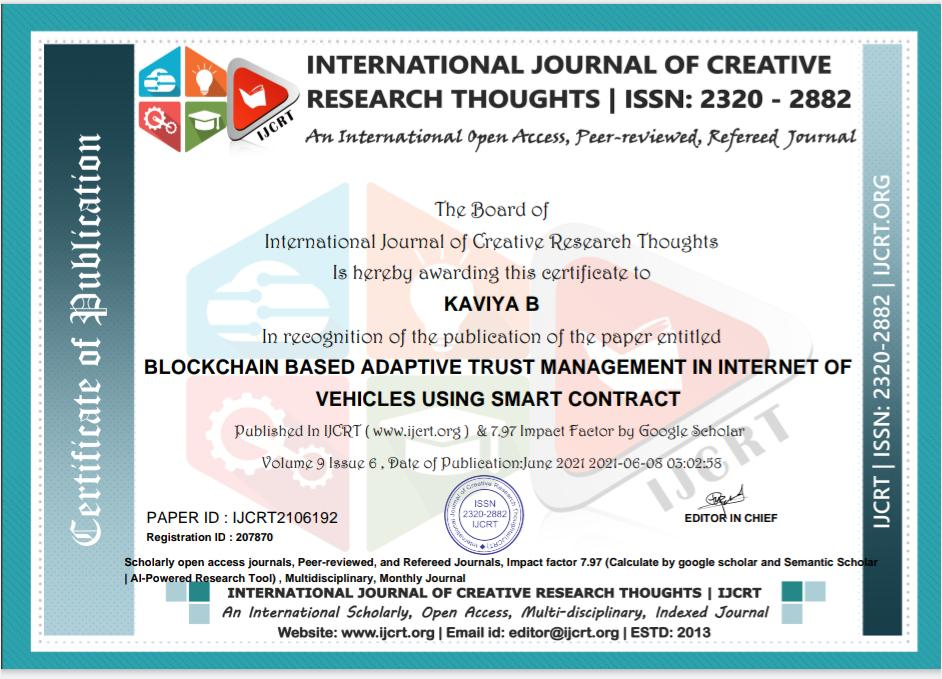 Certificate of Publication
IJCRT
INTERNATIONAL JOURNAL OF CREATIVE
RESEARCH THOUGHTS | ISSN: 2320 - 2882
An International Open Access, Peer-reviewed, Refereed Journal
The Board of
International Journal of Creative Research Thoughts
Is hereby awarding this certificate to
KAVIYA B
In recognition of the publication of the paper entitled
BLOCKCHAIN BASED ADAPTIVE TRUST MANAGEMENT IN INTERNET OF
VEHICLES USING SMART CONTRACT
Published In IJCRT ( www.ijcrt.org ) & 7.97 Impact Factor by Google Scholar
Volume 9 Issue 6 , Date of Publication:June 2021 2021-06-08 03:02:58
IJCRT
PAPER ID : IJCRT2106192
Registration ID : 207870
International Journal of Creative Research Thoughts (IJCRT)
ISSN
2320-2882
IJCRT
EDITOR IN CHIEF
Scholarly open access journals, Peer-reviewed, and Refereed Journals, Impact factor 7.97 (Calculate by google scholar and Semantic Scholar
| AI-Powered Research Tool) , Multidisciplinary, Monthly Journal
INTERNATIONAL JOURNAL OF CREATIVE RESEARCH THOUGHTS | IJCRT
An International Scholarly, Open Access, Multi-disciplinary, Indexed Journal
Website: www.ijcrt.org | Email id: editor@ijcrt.org | ESTD: 2013
IJCRT | ISSN: 2320-2882 | IJCRT.ORG